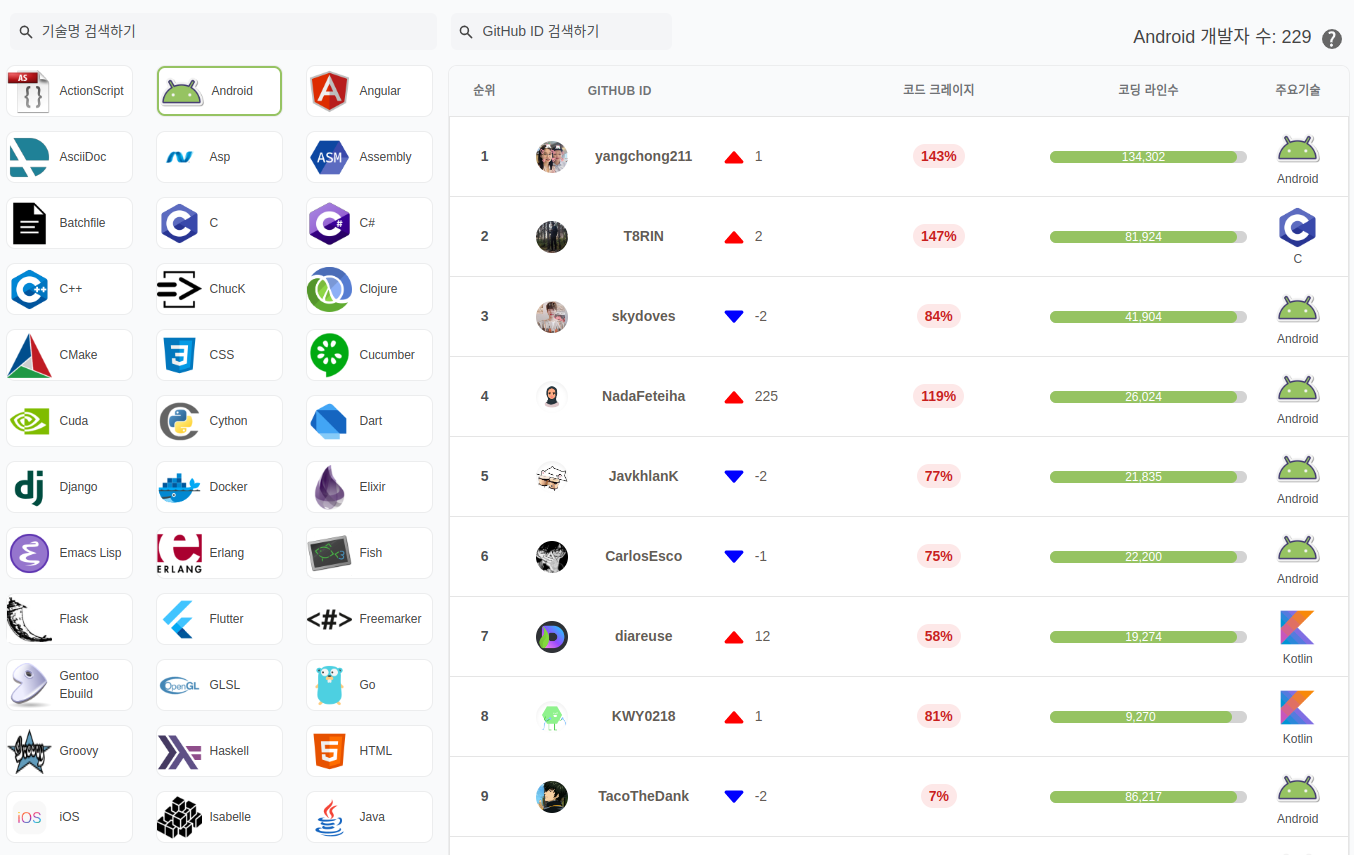 기술명 검색하기
GitHub ID 검색하기
Android 개발자 수: 229 ?
AS
ActionScript
Android
Angular
AsciiDoc
Asp
ASM
Assembly
Batchfile
C
C#
C++
ChucK
Clojure
CMake
CSS
Cucumber
Cuda
Cython
Dart
dj
Django
Docker
Elixir
Emacs Lisp
ERLANG
Erlang
Fish
Flask
Flutter
<#>
Freemarker
Gentoo
Ebuild
OpenGL
GLSL
Go
Groovy
Haskell
HTML
iOS
iOS
Isabelle
Java
순위 GITHUB ID 코드 크레이지 코딩 라인수 주요기술
1 yangchong211 1 143% 134,302 Android
2 T8RIN 2 147% 81,924 C
3 skydoves -2 84% 41,904 Android
4 NadaFeteiha 225 119% 26,024 Android
5 JavkhlanK -2 77% 21,835 Android
6 CarlosEsco -1 75% 22,200 Android
7 diareuse 12 58% 19,274 Kotlin
8 KWY0218 1 81% 9,270 Kotlin
9 TacoTheDank -2 7% 86,217 Android